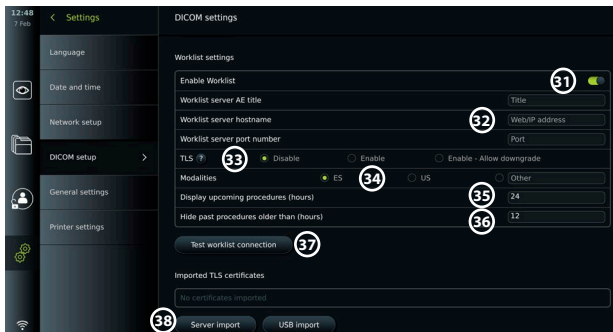 12:48
7 Feb
< Settings
DICOM settings
Language
Date and time
Network setup
DICOM setup >
General settings
Printer settings
Worklist settings
Enable Worklist 31
Worklist server AE title Title
Worklist server hostname 32 Web/IP address
Worklist server port number Port
TLS ? 33 Disable Enable Enable - Allow downgrade
Modalities ES 34 US Other
Display upcoming procedures (hours) 35 24
Hide past procedures older than (hours) 36 12
Test worklist connection 37
Imported TLS certificates
No certificates imported
38 Server import USB import